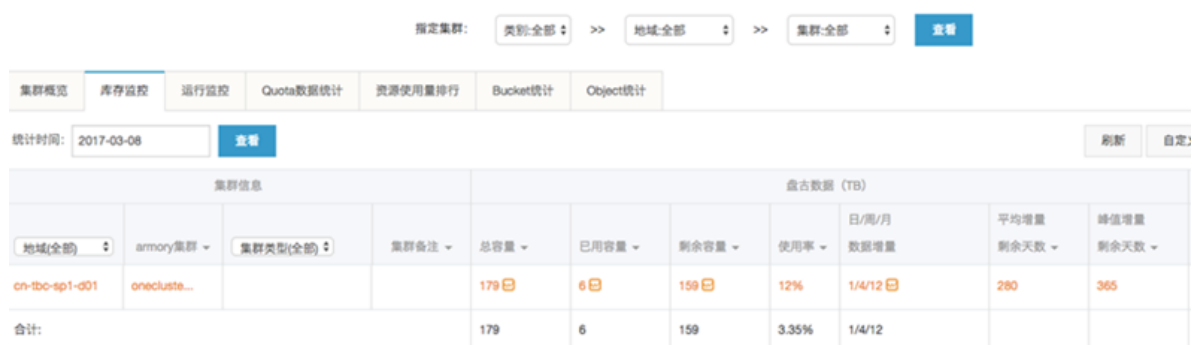 指定集群： 类别:全部 >> 地域:全部 >> 集群:全部 查看
集群概览 库存监控 运行监控 Quota数据统计 资源使用量排行 Bucket统计 Object统计
统计时间： 2017-03-08 查看 刷新 自定
集群信息 盘古数据（TB）
日/周/月 平均增量 峰值增量
地域(全部) armory集群 集群类型(全部) 集群备注 总容量 已用容量 剩余容量 使用率 数据增量 剩余天数 剩余天数
cn-tbc-sp1-d01 onecluste... 179 6 159 12% 1/4/12 280 365
合计: 179 6 159 3.35% 1/4/12